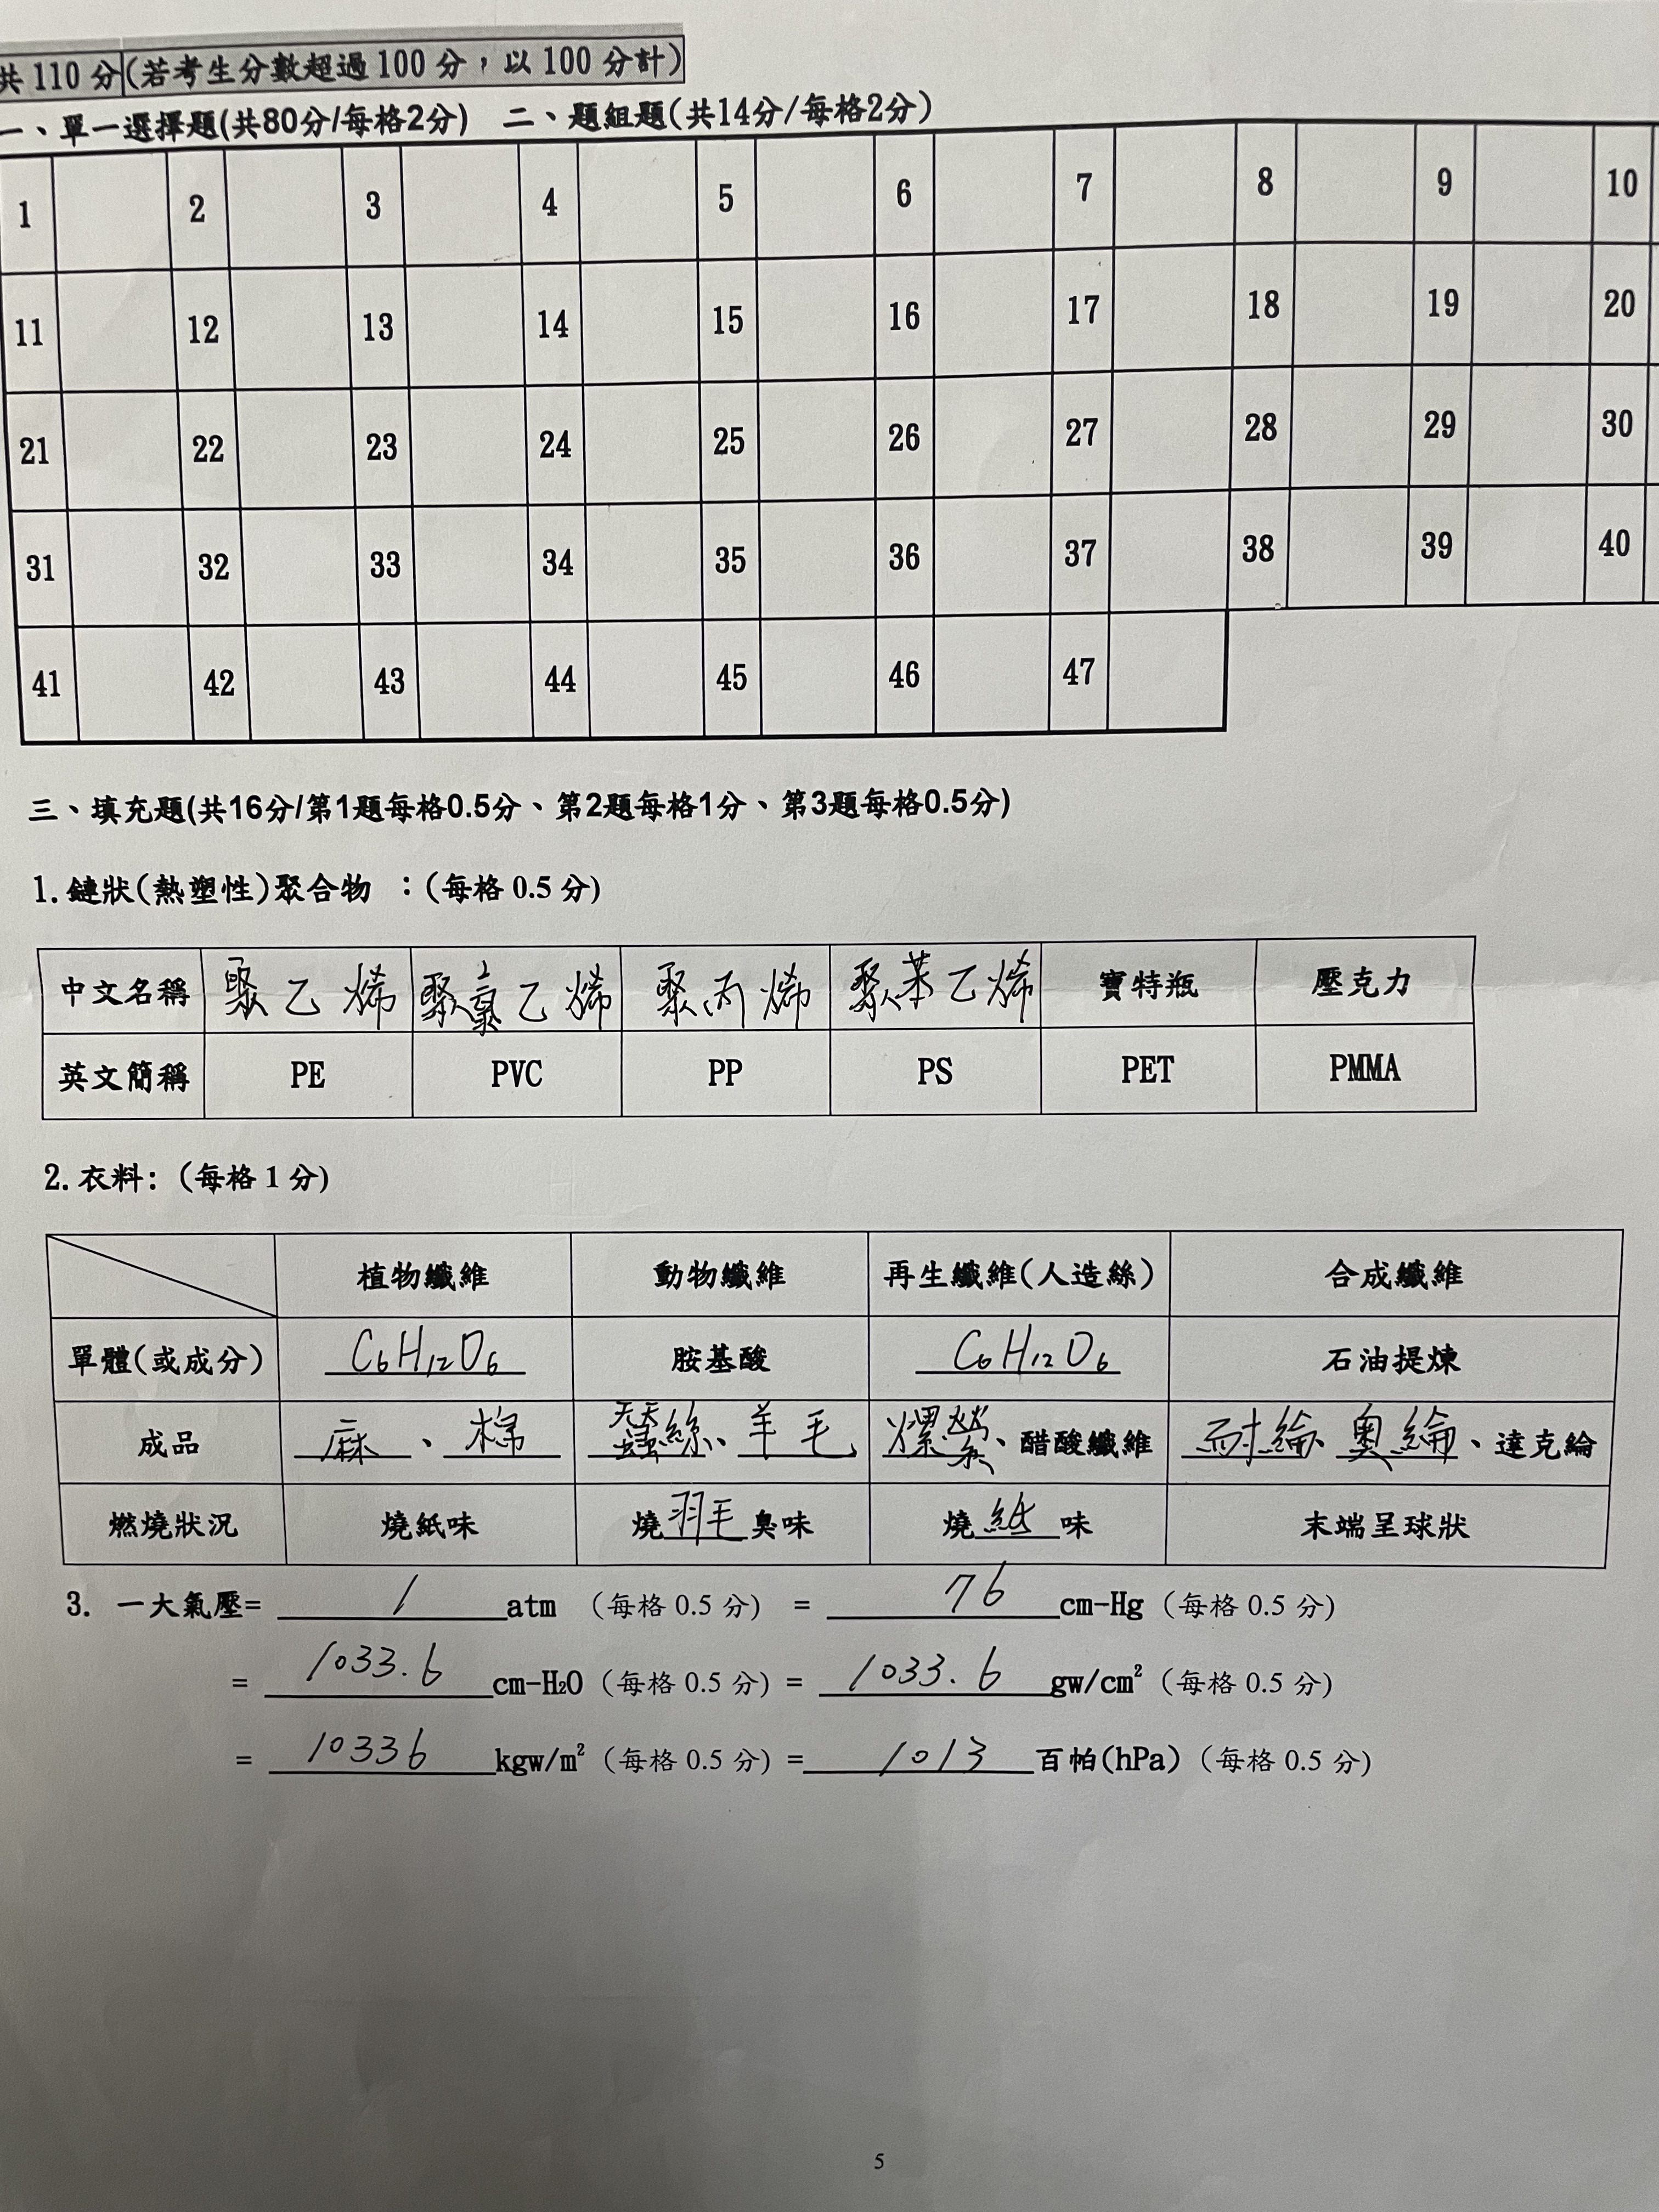 共 110 分(若考生分數超過 100 分，以 100 分計)
一、單一選擇題(共80分/每格2分) 二、題組題(共14分/每格2分)
1 2 3 4 5 6 7 8 9 10
11 12 13 14 15 16 17 18 19 20
21 22 23 24 25 26 27 28 29 30
31 32 33 34 35 36 37 38 39 40
41 42 43 44 45 46 47
三、填充題(共16分/第1題每格0.5分、第2題每格1分、第3題每格0.5分)
1.鏈狀(熱塑性)聚合物 ：(每格 0.5 分)
中文名稱 聚乙烯 聚氯乙烯 聚丙烯 聚苯乙烯 寶特瓶 壓克力
英文簡稱 PE PVC PP PS PET PMMA
2.衣料：(每格 1 分)
植物纖維 動物纖維 再生纖維(人造絲) 合成纖維
單體(或成分) C₆H₁₂O₆ 胺基酸 C₆H₁₂O₆ 石油提煉
成品 麻、棉 蠶絲、羊毛 嫘縈、醋酸纖維 耐綸、奧綸、達克綸
燃燒狀況 燒紙味 燒羽毛臭味 燒紙味 末端呈球狀
3. 一大氣壓= 1 atm (每格 0.5 分) = 76 cm-Hg (每格 0.5 分)
= 1033.6 cm-H₂O (每格 0.5 分) = 1033.6 gw/cm² (每格 0.5 分)
= 10336 kgw/m² (每格 0.5 分) = 1013 百帕(hPa) (每格 0.5 分)
5